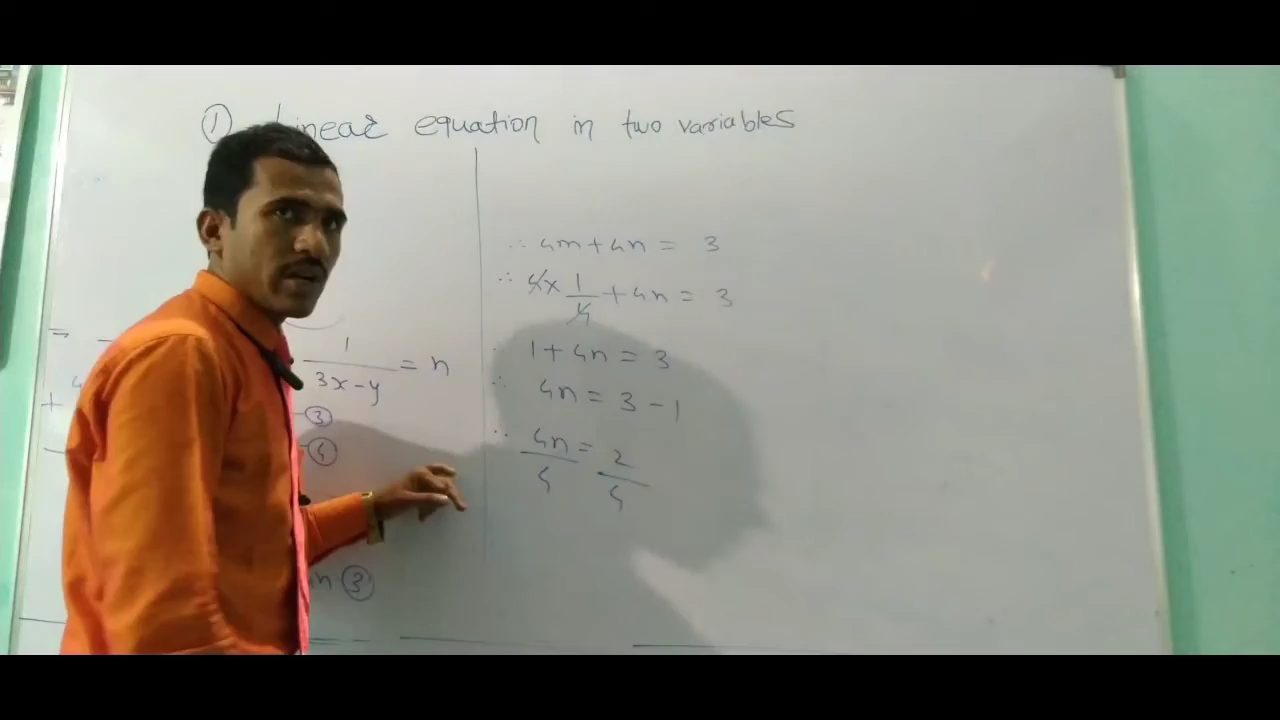 ① Linear equation in two variables
=
+
1/(3x-y) = n
③
④
in ③
∴ 4m + 4n = 3
∴ 4 × 1/4 + 4n = 3
∴ 1 + 4n = 3
∴ 4n = 3 - 1
∴ 4n/4 = 2/4